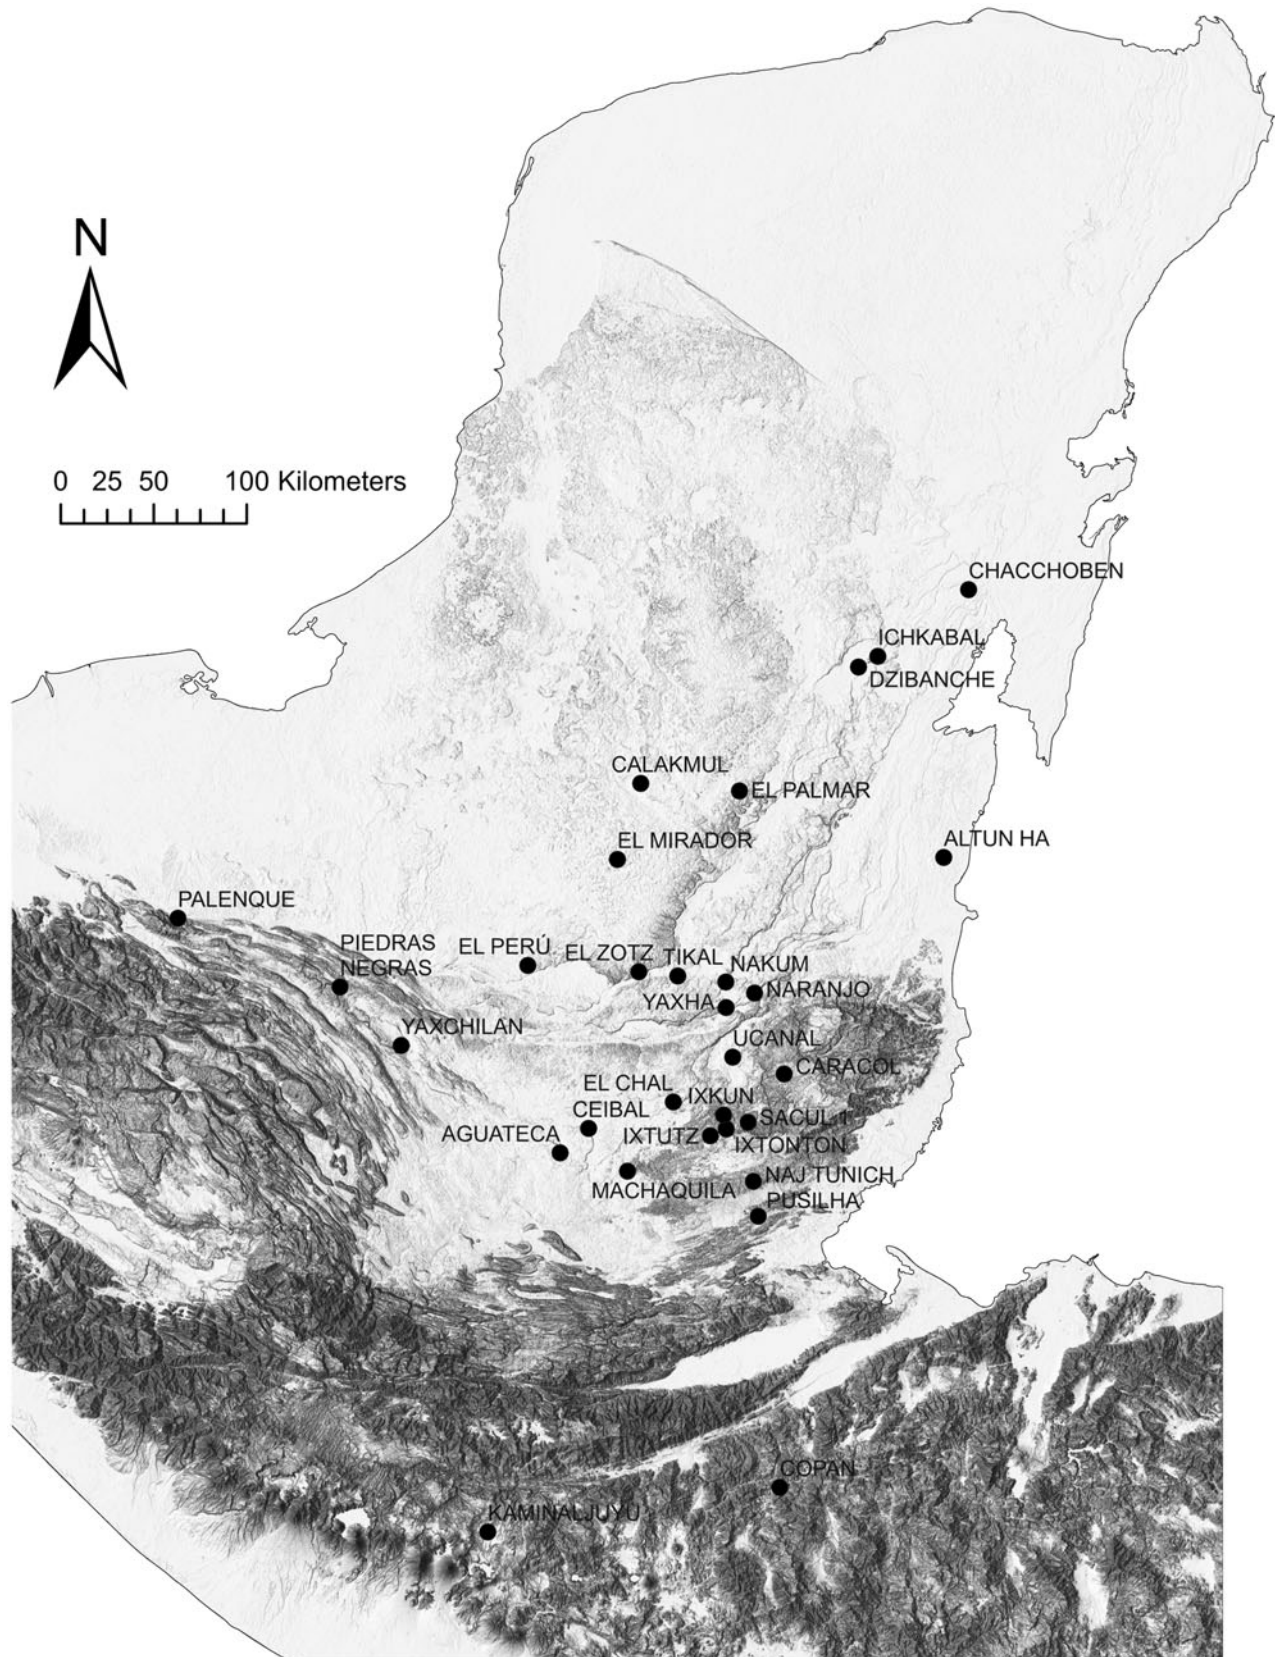 N
0 25 50 100 Kilometers
CHACCHOBEN
ICHKABAL
DZIBANCHE
CALAKMUL
EL PALMAR
EL MIRADOR
ALTUN HA
PALENQUE
PIEDRAS
NEGRAS
EL PERÚ
EL ZOTZ
TIKAL
NAKUM
NARANJO
YAXHA
YAXCHILAN
UCANAL
CARACOL
EL CHAL
IXKUN
CEIBAL
SACUL 1
AGUATECA
IXTUTZ
IXTONTON
MACHAQUILA
NAJ TUNICH
PUSILHA
COPAN
KAMINALJUYU